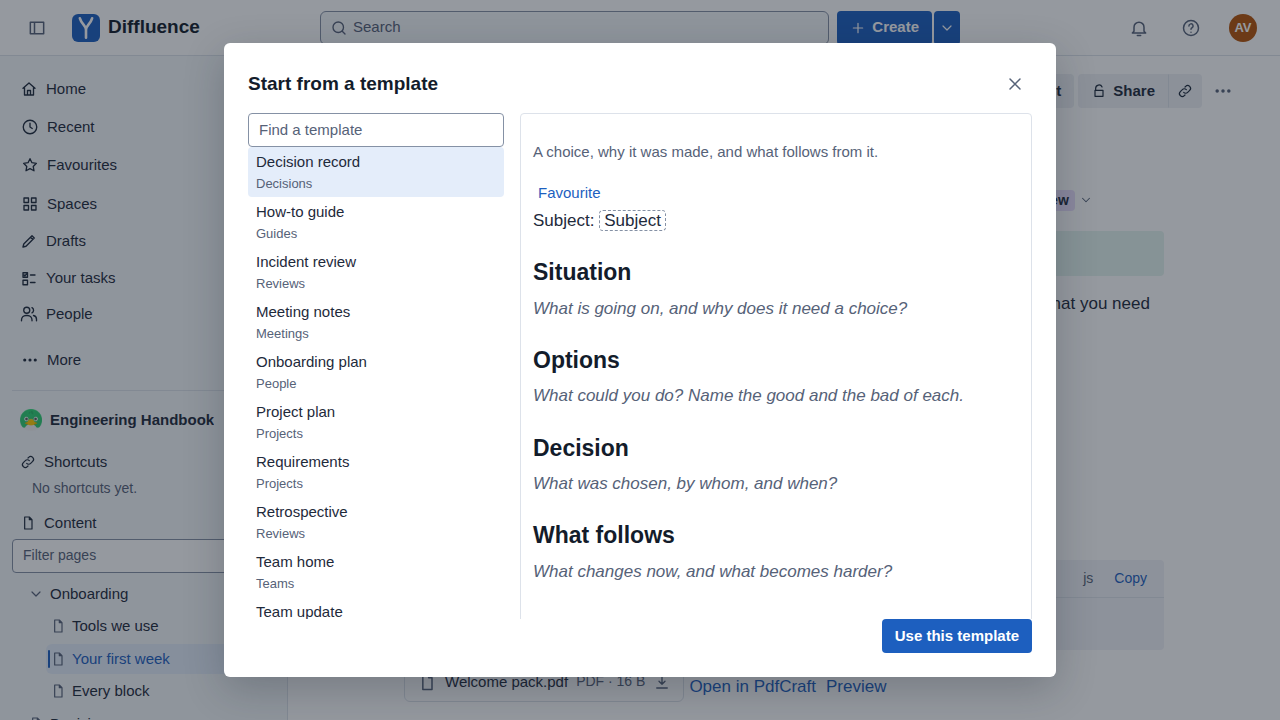 Diffluence
Search
Create
AV
Home
Recent
Favourites
Spaces
Drafts
Your tasks
People
More
Engineering Handbook
Shortcuts
No shortcuts yet.
Content
Filter pages
Onboarding
Tools we use
Your first week
Every block
Start from a template
Find a template
Decision record
Decisions
How-to guide
Guides
Incident review
Reviews
Meeting notes
Meetings
Onboarding plan
People
Project plan
Projects
Requirements
Projects
Retrospective
Reviews
Team home
Teams
Team update
A choice, why it was made, and what follows from it.
Favourite
Subject: Subject
Situation
What is going on, and why does it need a choice?
Options
What could you do? Name the good and the bad of each.
Decision
What was chosen, by whom, and when?
What follows
What changes now, and what becomes harder?
Use this template
Share
you need
js Copy
Welcome pack.pdf PDF · 16 B
Open in PdfCraft Preview